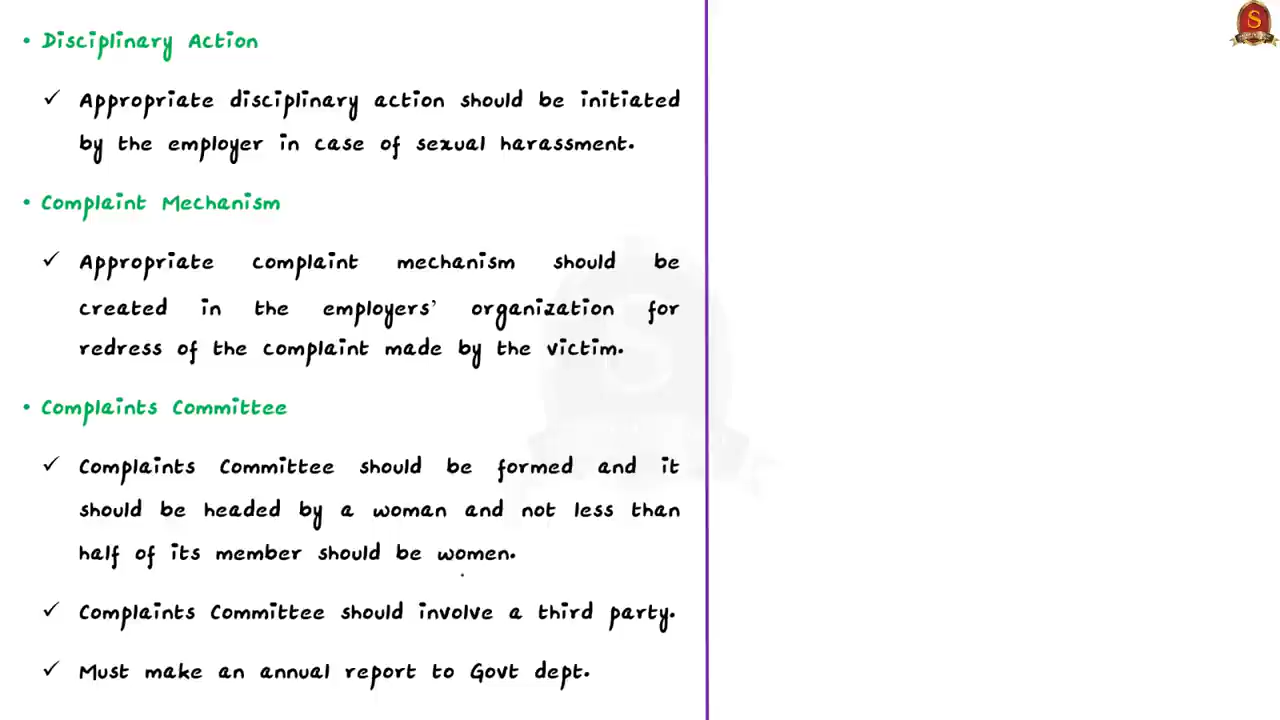 • Disciplinary Action
✓ Appropriate disciplinary action should be initiated
by the employer in case of sexual harassment.
• Complaint Mechanism
✓ Appropriate complaint mechanism should be
created in the employers' organization for
redress of the complaint made by the victim.
• Complaints Committee
✓ Complaints Committee should be formed and it
should be headed by a woman and not less than
half of its member should be women.
✓ Complaints Committee should involve a third party.
✓ Must make an annual report to Govt dept.
S